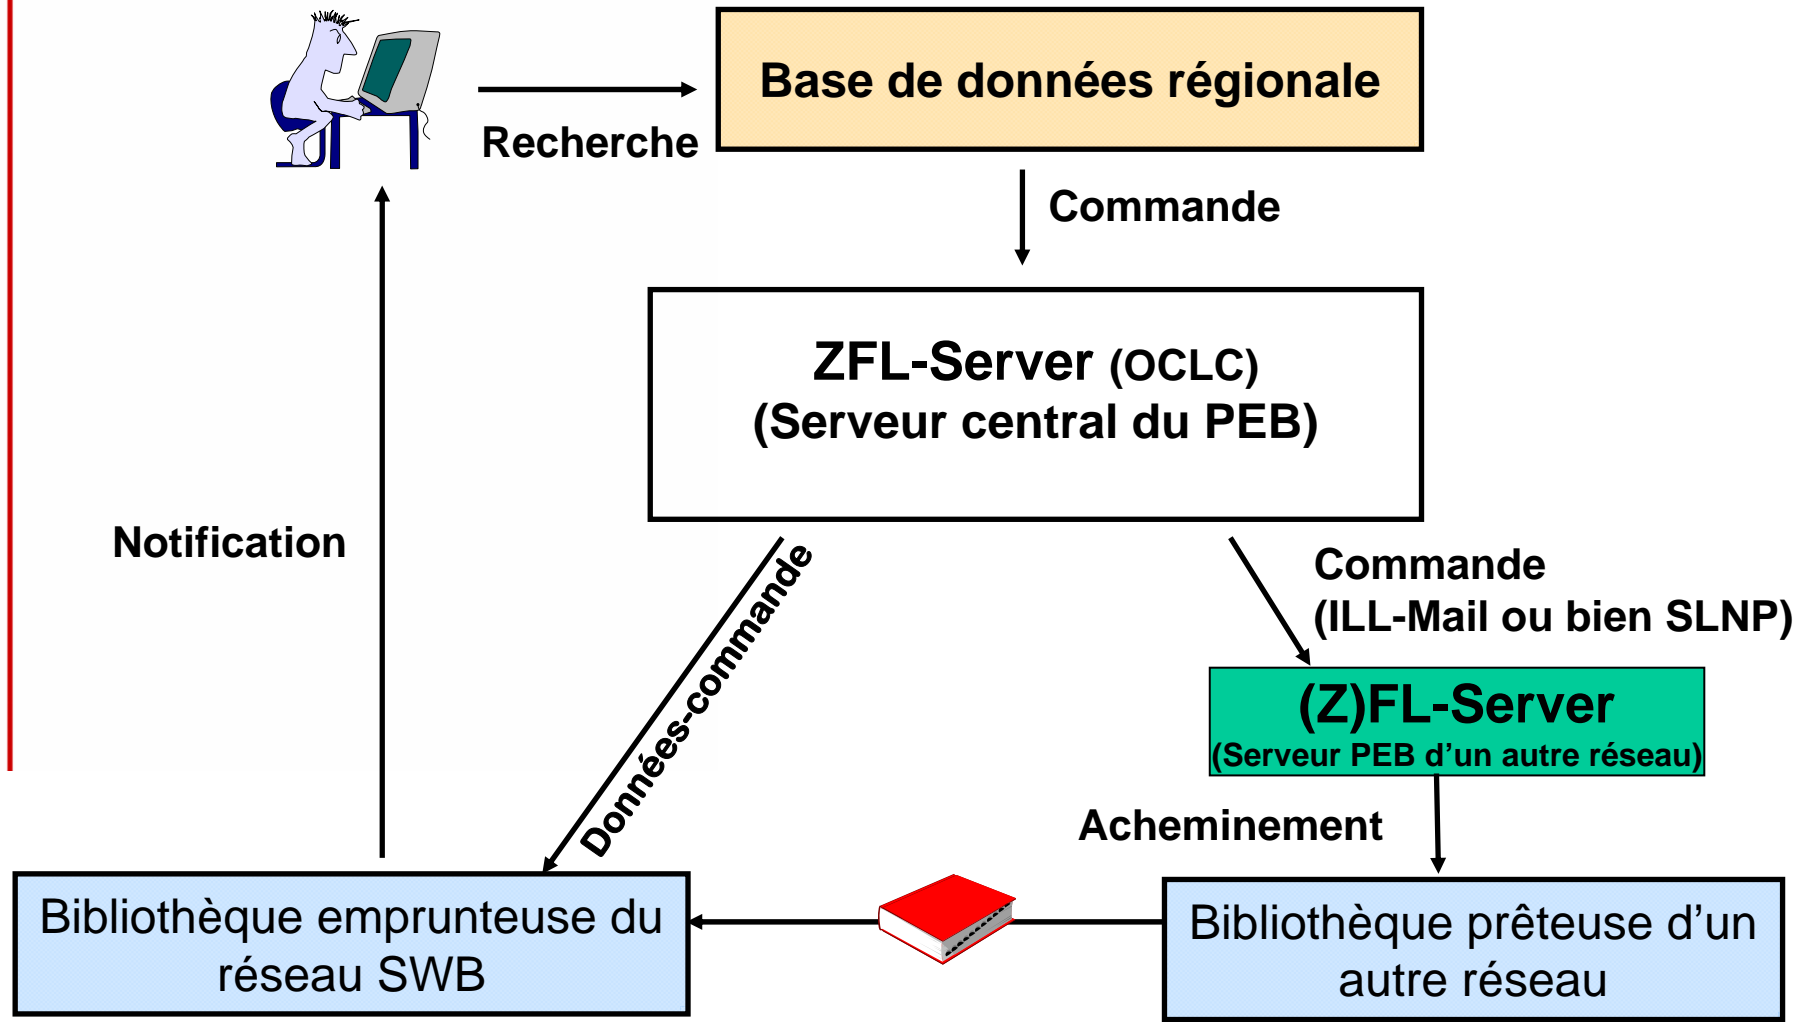 Base de données régionale
Recherche
Commande
ZFL-Server (OCLC)
(Serveur central du PEB)
Notification
Données-commande
Commande
(ILL-Mail ou bien SLNP)
(Z)FL-Server
(Serveur PEB d’un autre réseau)
Acheminement
Bibliothèque emprunteuse du
réseau SWB
Bibliothèque prêteuse d’un
autre réseau